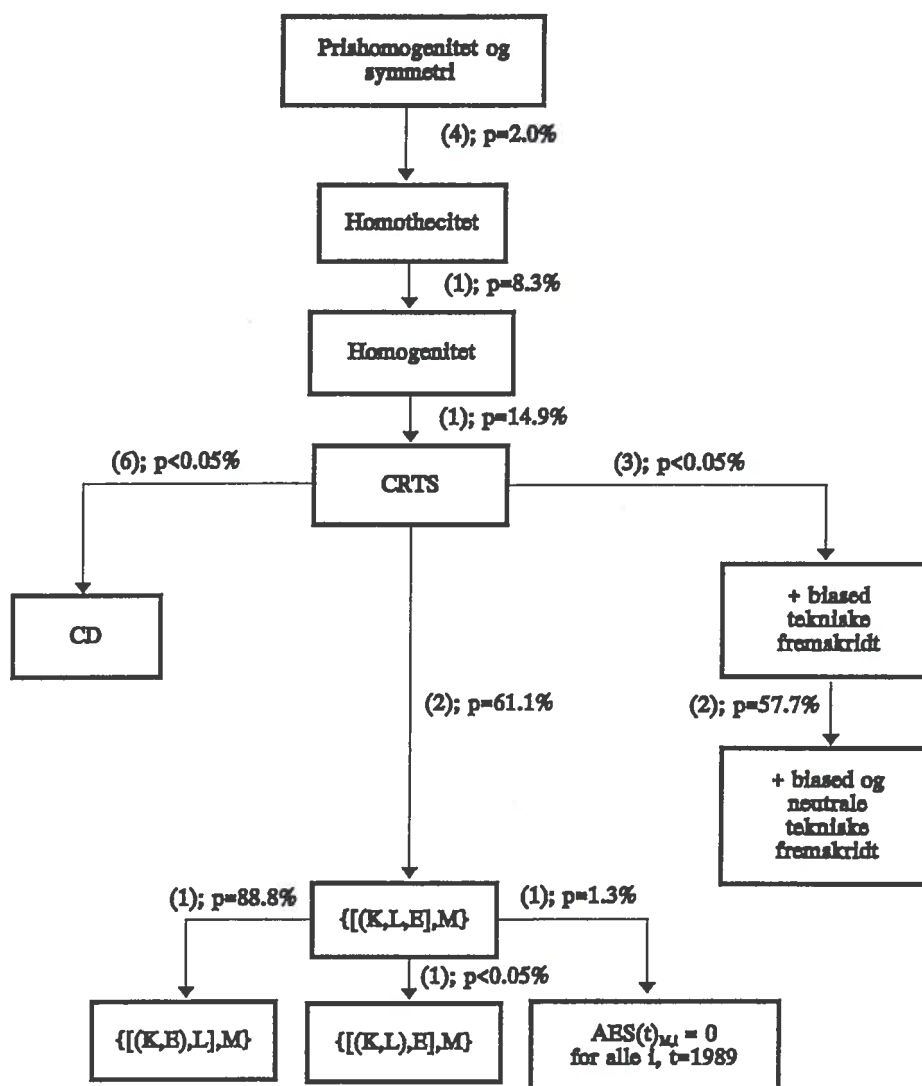 Prishomogenitet og
symmetri
(4); p=2.0%
Homothecitet
(1); p=8.3%
Homogenitet
(1); p=14.9%
(6); p<0.05%
CRTS
(3); p<0.05%
CD
+ biased
tekniske
fremskridt
(2); p=61.1%
(2); p=57.7%
+ biased og
neutrale
tekniske
fremskridt
(1); p=88.8%
{[(K,L,E],M}
(1); p=1.3%
(1); p<0.05%
{[(K,E),L],M}
{[(K,L),E],M}
AES(t)M,i = 0
for alle i, t=1989